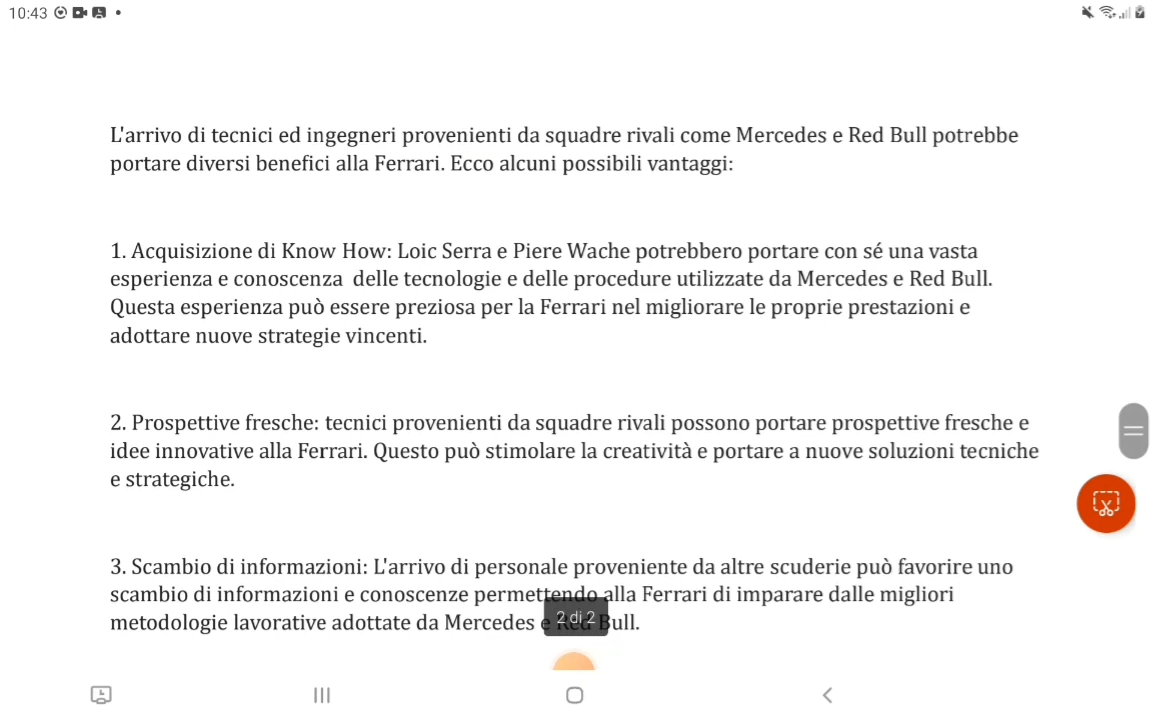 10:43
L'arrivo di tecnici ed ingegneri provenienti da squadre rivali come Mercedes e Red Bull potrebbe
portare diversi benefici alla Ferrari. Ecco alcuni possibili vantaggi:
1. Acquisizione di Know How: Loic Serra e Piere Wache potrebbero portare con sé una vasta
esperienza e conoscenza delle tecnologie e delle procedure utilizzate da Mercedes e Red Bull.
Questa esperienza può essere preziosa per la Ferrari nel migliorare le proprie prestazioni e
adottare nuove strategie vincenti.
2. Prospettive fresche: tecnici provenienti da squadre rivali possono portare prospettive fresche e
idee innovative alla Ferrari. Questo può stimolare la creatività e portare a nuove soluzioni tecniche
e strategiche.
3. Scambio di informazioni: L'arrivo di personale proveniente da altre scuderie può favorire uno
scambio di informazioni e conoscenze permettendo alla Ferrari di imparare dalle migliori
metodologie lavorative adottate da Mercedes e Red Bull.
2 di 2